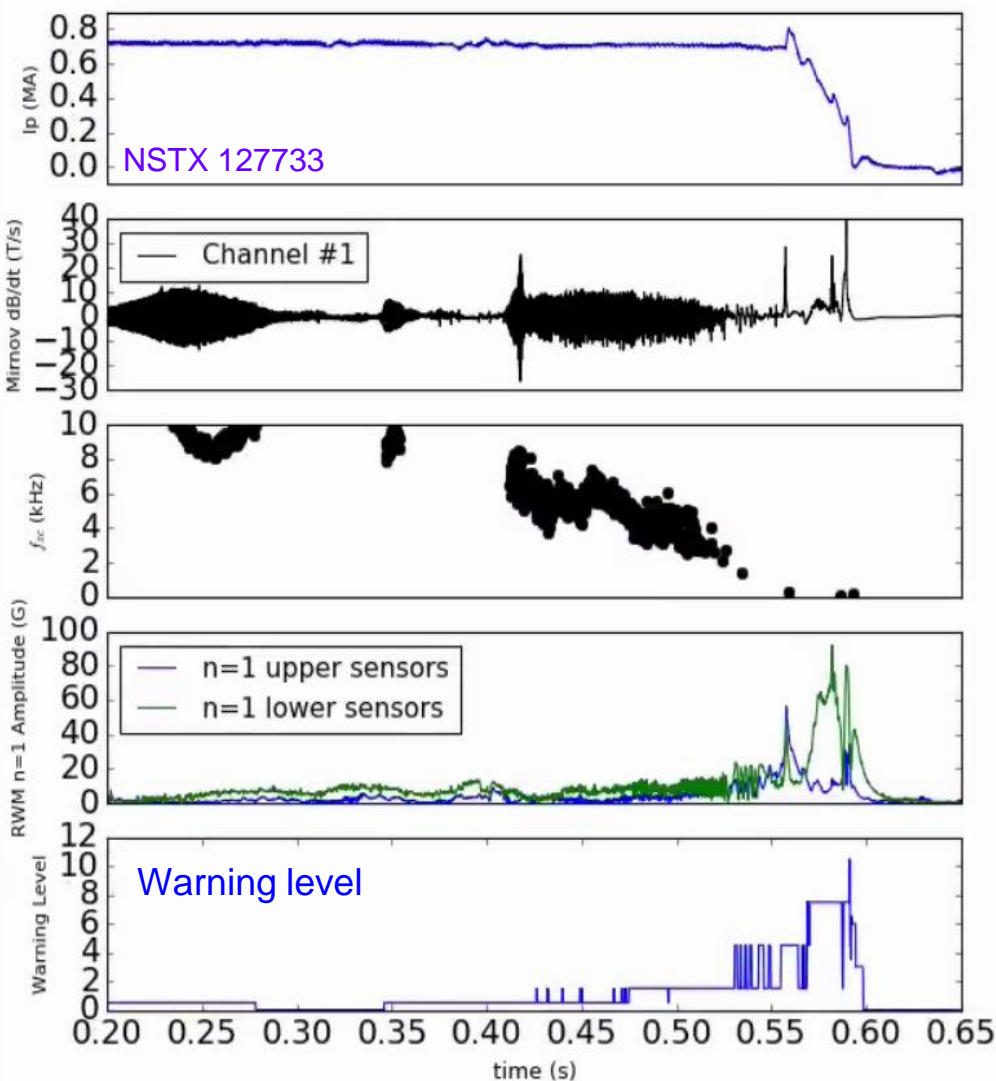 0.8
0.6
0.4
0.2
0.0
Ip (MA)
NSTX 127733
40
30
20
10
0
−10
−20
−30
Mirnov dB/dt (T/s)
Channel #1
10
8
6
4
2
0
(kHz)
100
80
60
40
20
0
RWM n=1 Amplitude (G)
n=1 upper sensors
n=1 lower sensors
12
10
8
6
4
2
0
Warning Level
Warning level
0.20 0.25 0.30 0.35 0.40 0.45 0.50 0.55 0.60 0.65
time (s)